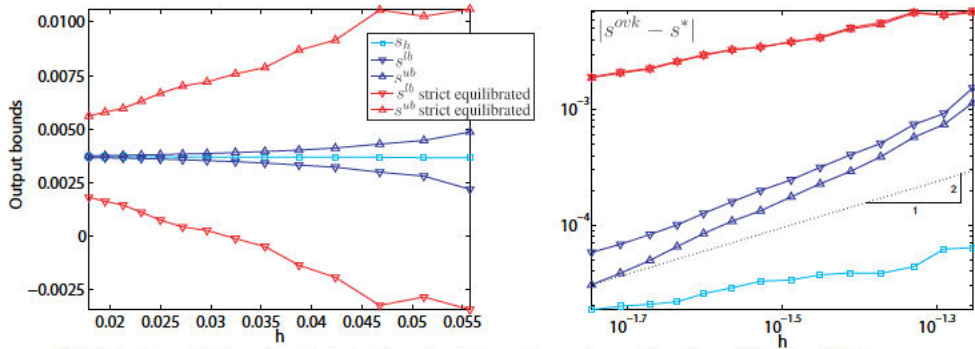 0.0100
0.0075
0.0050
0.0025
0
−0.0025
Output bounds
0.02
0.025
0.03
0.035
0.04
0.045
0.05
0.055
h
s_h
s^{lb}
s^{ub}
s^{lb} strict equilibrated
s^{ub} strict equilibrated
|s^{ovk} − s^*|
10^{−3}
10^{−4}
2
1
10^{−1.7}
10^{−1.5}
10^{−1.3}
h